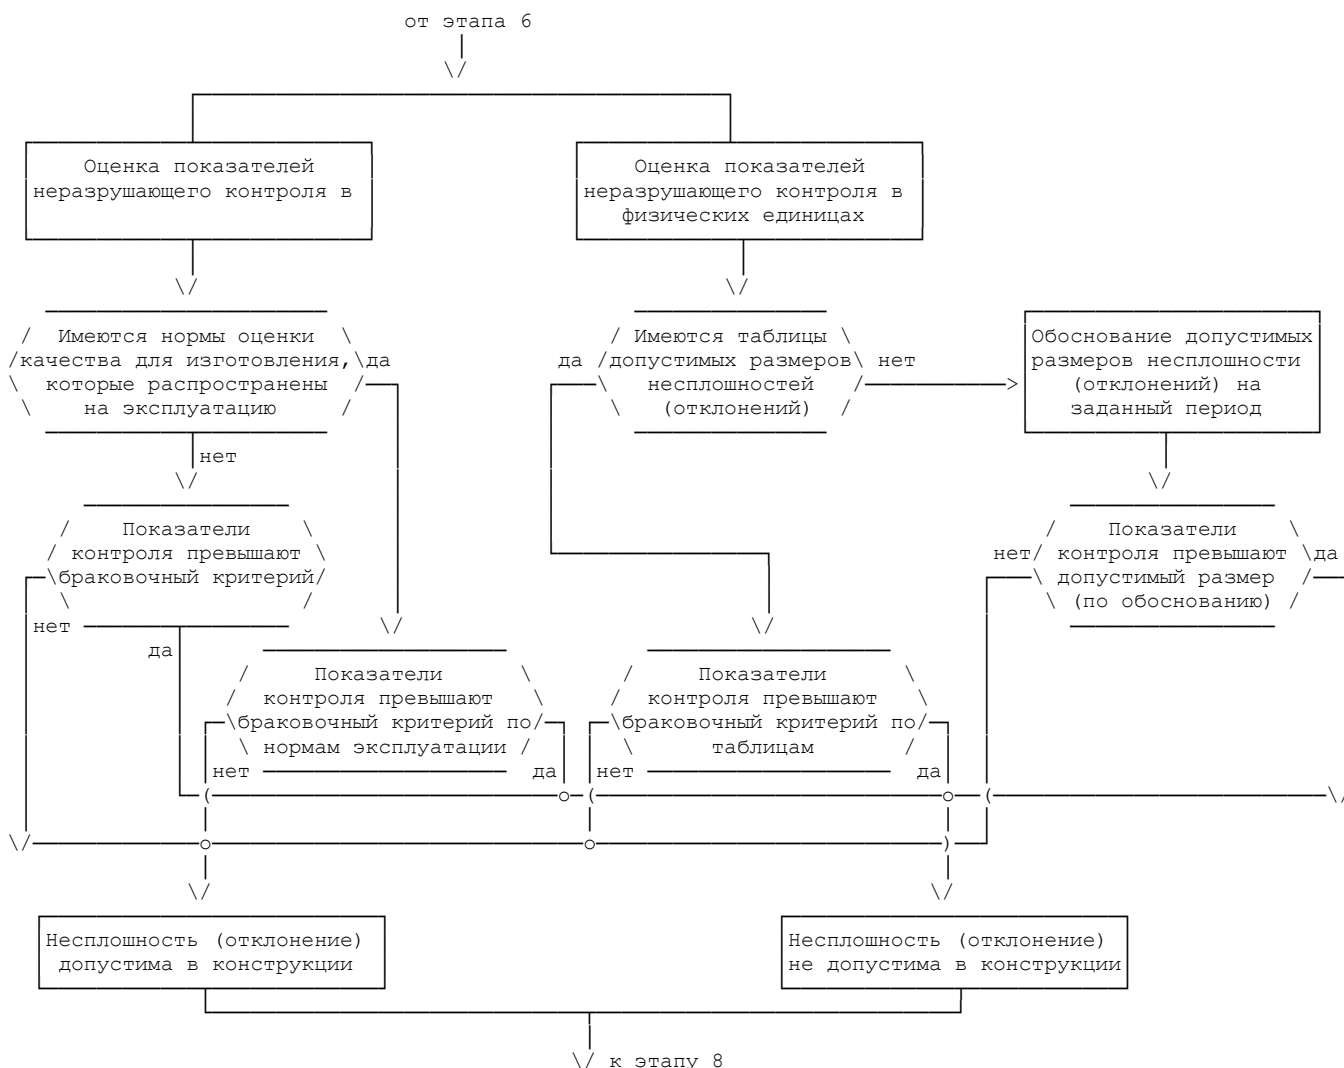 от этапа 6
Оценка показателей
неразрушающего контроля в
Оценка показателей
неразрушающего контроля в
физических единицах
Имеются нормы оценки
качества для изготовления,
которые распространены
на эксплуатацию
да
нет
Имеются таблицы
допустимых размеров
несплошностей
(отклонений)
да
нет
Обоснование допустимых
размеров несплошности
(отклонений) на
заданный период
Показатели
контроля превышают
браковочный критерий
нет
да
Показатели
контроля превышают
допустимый размер
(по обоснованию)
нет
да
Показатели
контроля превышают
браковочный критерий по
нормам эксплуатации
нет
да
Показатели
контроля превышают
браковочный критерий по
таблицам
нет
да
Несплошность (отклонение)
допустима в конструкции
Несплошность (отклонение)
не допустима в конструкции
к этапу 8